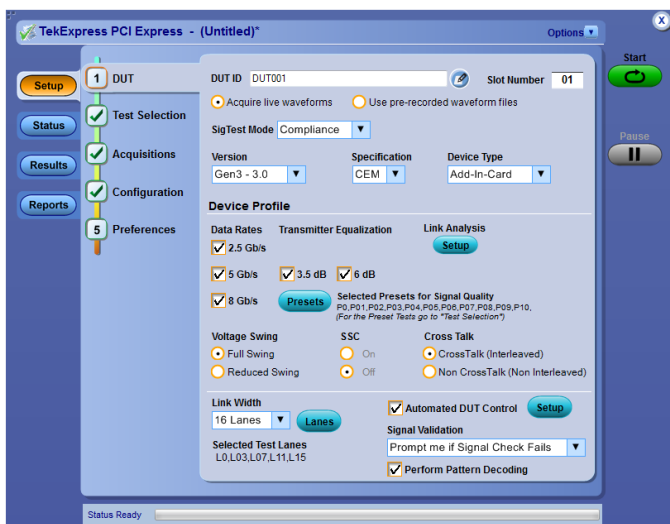 TekExpress PCI Express - (Untitled)*
Options
Start
Pause
Setup
Status
Results
Reports
1 DUT
Test Selection
Acquisitions
Configuration
5 Preferences
DUT ID DUT001 Slot Number 01
Acquire live waveforms Use pre-recorded waveform files
SigTest Mode Compliance
Version Specification Device Type
Gen3 - 3.0 CEM Add-In-Card
Device Profile
Data Rates Transmitter Equalization Link Analysis
2.5 Gb/s Setup
5 Gb/s 3.5 dB 6 dB
8 Gb/s Presets Selected Presets for Signal Quality
P0,P01,P02,P03,P04,P05,P06,P07,P08,P09,P10,
(For the Preset Tests go to "Test Selection")
Voltage Swing SSC Cross Talk
Full Swing On CrossTalk (Interleaved)
Reduced Swing Off Non CrossTalk (Non Interleaved)
Link Width
16 Lanes Lanes
Selected Test Lanes
L0,L03,L07,L11,L15
Automated DUT Control Setup
Signal Validation
Prompt me if Signal Check Fails
Perform Pattern Decoding
Status Ready